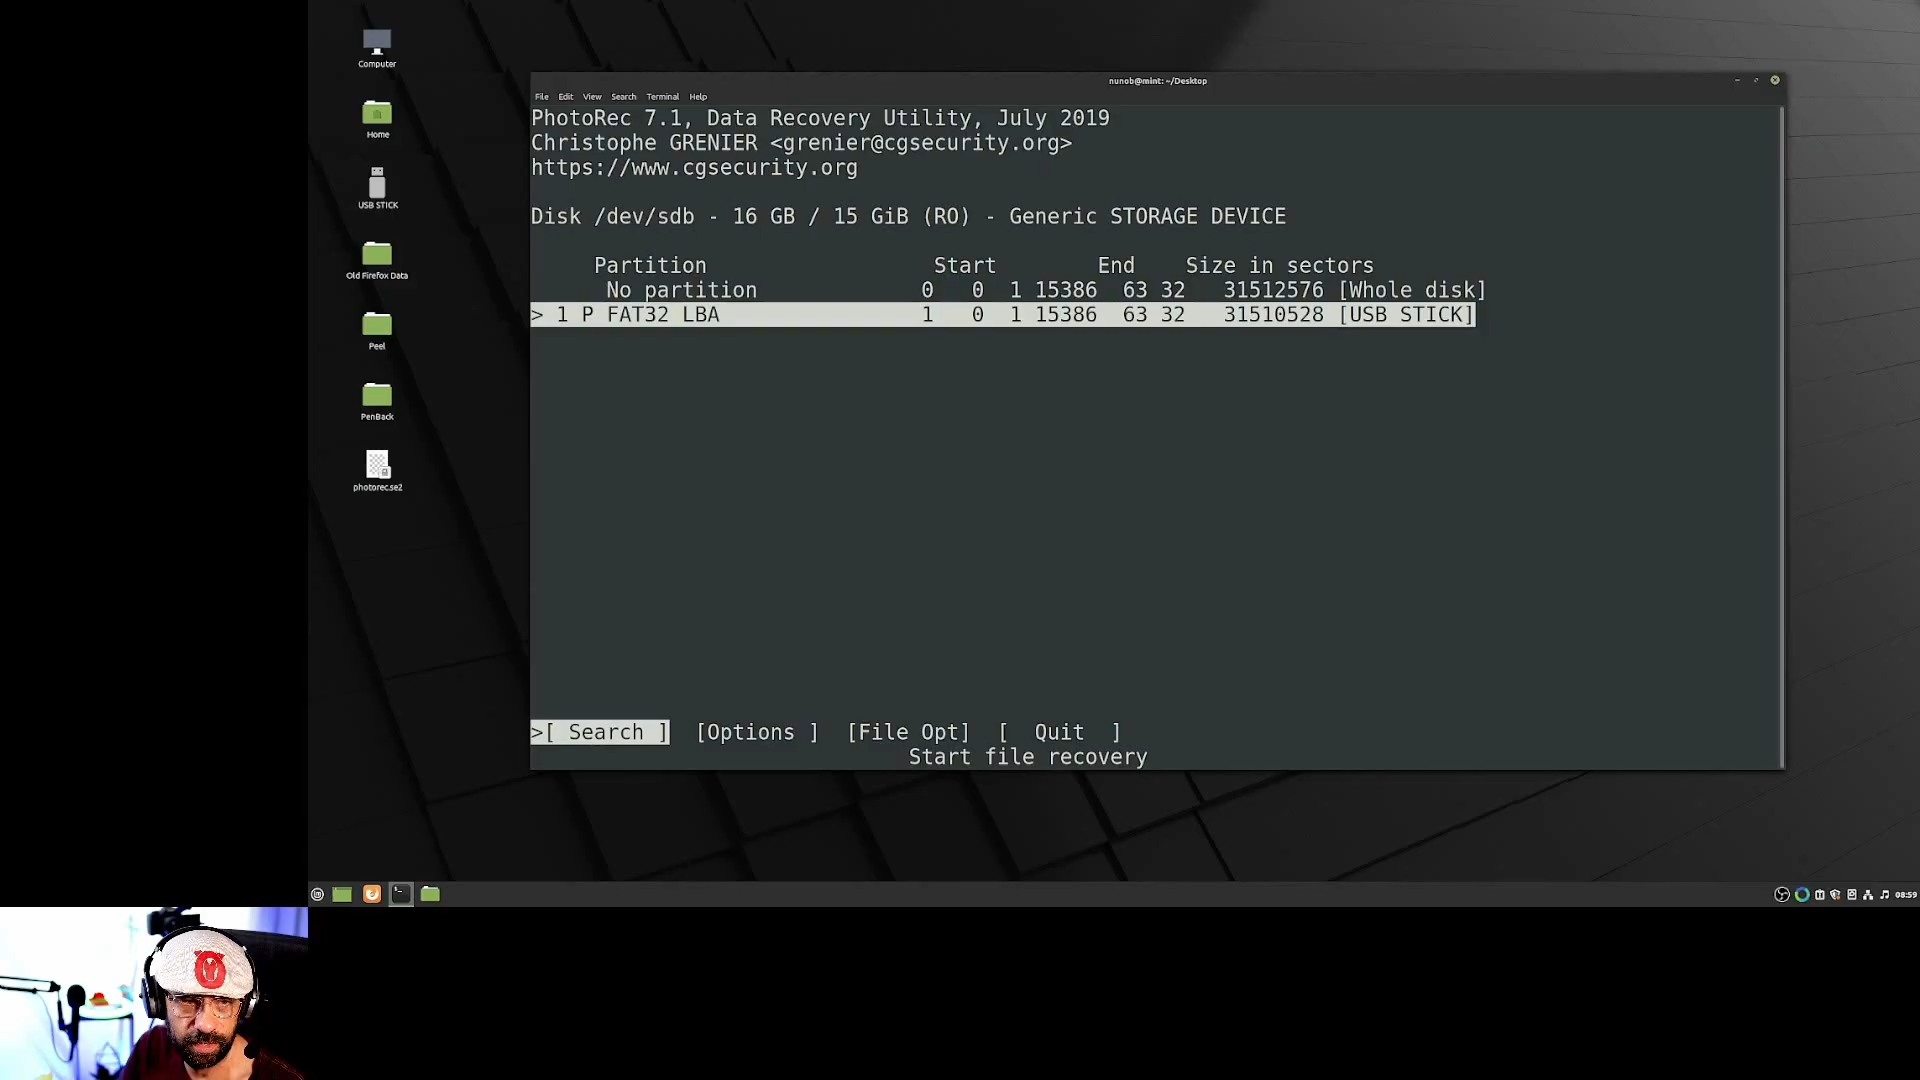 Computer
Home
USB STICK
Old Firefox Data
Peel
PenBack
photorec.se2
nunob@mint: ~/Desktop
File Edit View Search Terminal Help
PhotoRec 7.1, Data Recovery Utility, July 2019
Christophe GRENIER <grenier@cgsecurity.org>
https://www.cgsecurity.org
Disk /dev/sdb - 16 GB / 15 GiB (RO) - Generic STORAGE DEVICE
Partition Start End Size in sectors
No partition 0 0 1 15386 63 32 31512576 [Whole disk]
> 1 P FAT32 LBA 1 0 1 15386 63 32 31510528 [USB STICK]
>[ Search ] [Options ] [File Opt] [ Quit ]
Start file recovery
08:59